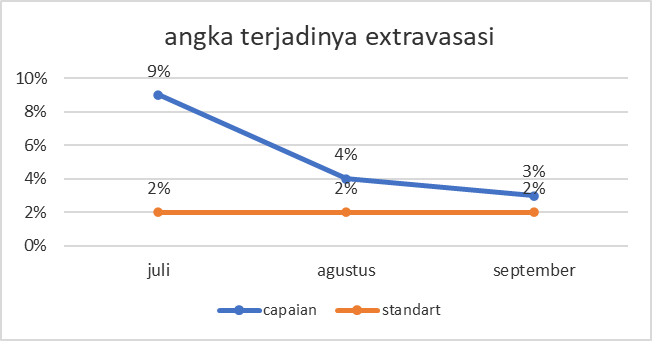 angka terjadinya extravasasi
10%
8%
6%
4%
2%
0%
9%
4%
3%
2%
2%
2%
juli
agustus
september
capaian
standart